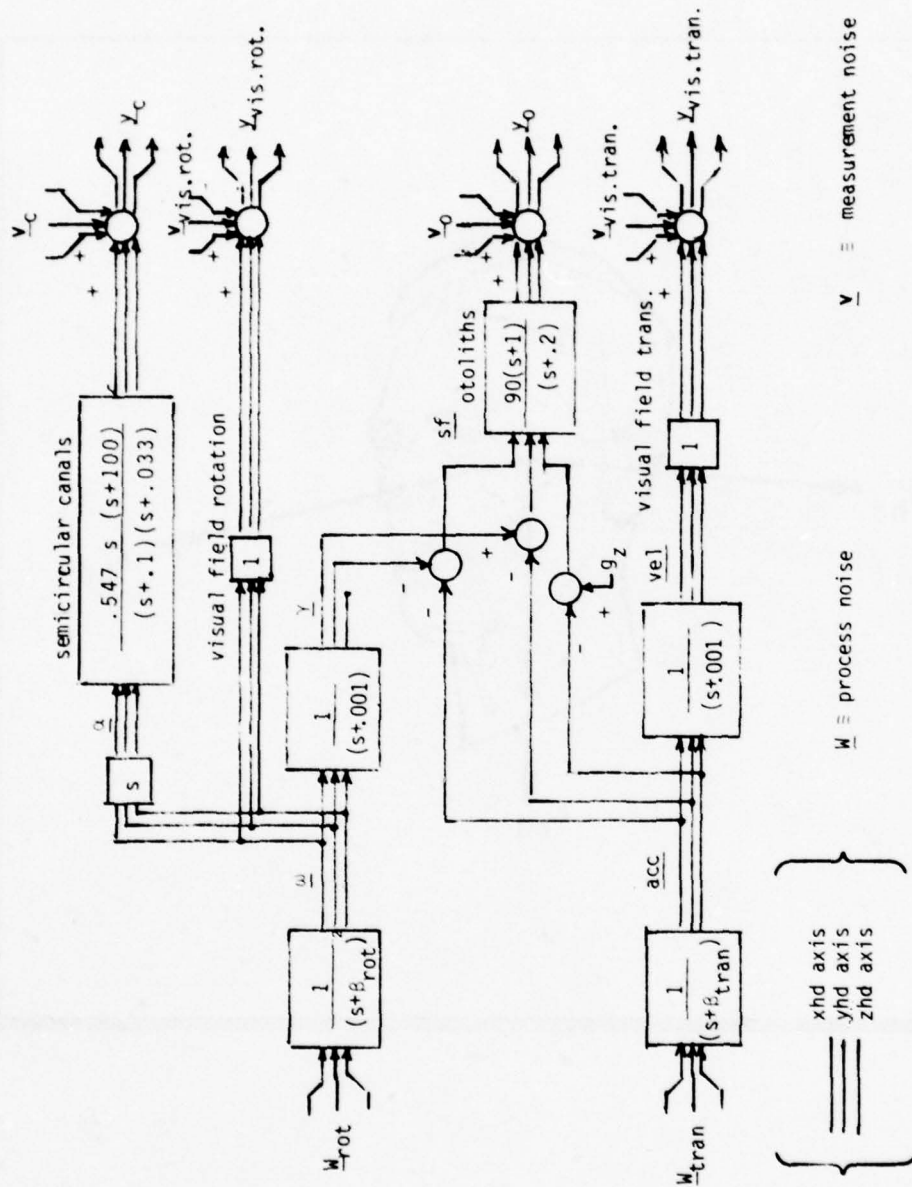 semicircular canals
.547 s (s+100)
(s+.1)(s+.033)
α
s
v_c
y_c
+
visual field rotation
1
v_vis.rot.
y_vis.rot.
+
+
W_rot
1
(s+β_rot)
ω
1
(s+.001)
γ
-
-
+
-
sf
otoliths
90(s+1)
(s+.2)
v_o
y_o
+
+
g_z
-
+
W_tran
1
(s+β_tran)
acc
1
(s+.001)
vel
visual field trans.
1
v_vis.tran.
y_vis.tran.
+
+
xhd axis
yhd axis
zhd axis
W ≡ process noise
v ≡ measurement noise